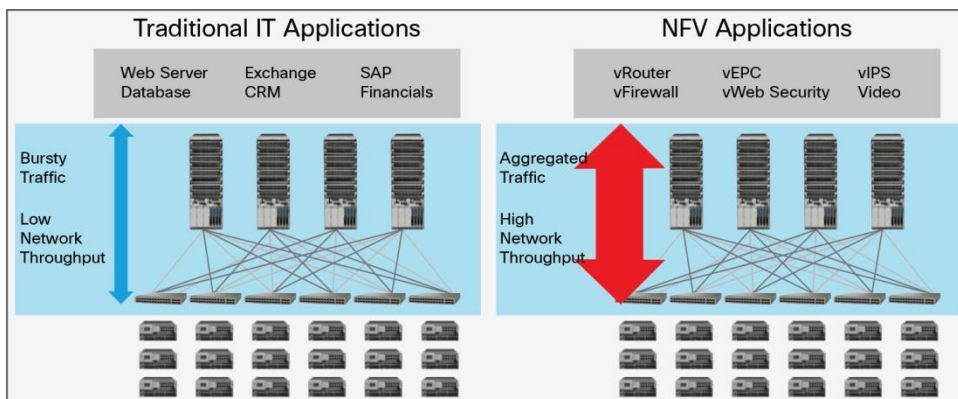 Traditional IT Applications
Web Server
Database
Exchange
CRM
SAP
Financials
Bursty
Traffic
Low
Network
Throughput
NFV Applications
vRouter
vFirewall
vEPC
vWeb Security
vIPS
Video
Aggregated
Traffic
High
Network
Throughput